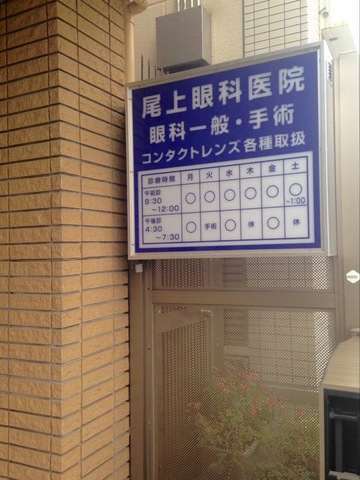 尾上眼科医院
眼科一般・手術
コンタクトレンズ各種取扱
診療時間 月 火 水 木 金 土
午前診 8:30 ~12:00 ○ ○ ○ ○ ○ ○ ~1:00
午後診 4:30 ~7:30 ○ 手術 ○ 休 ○ 休